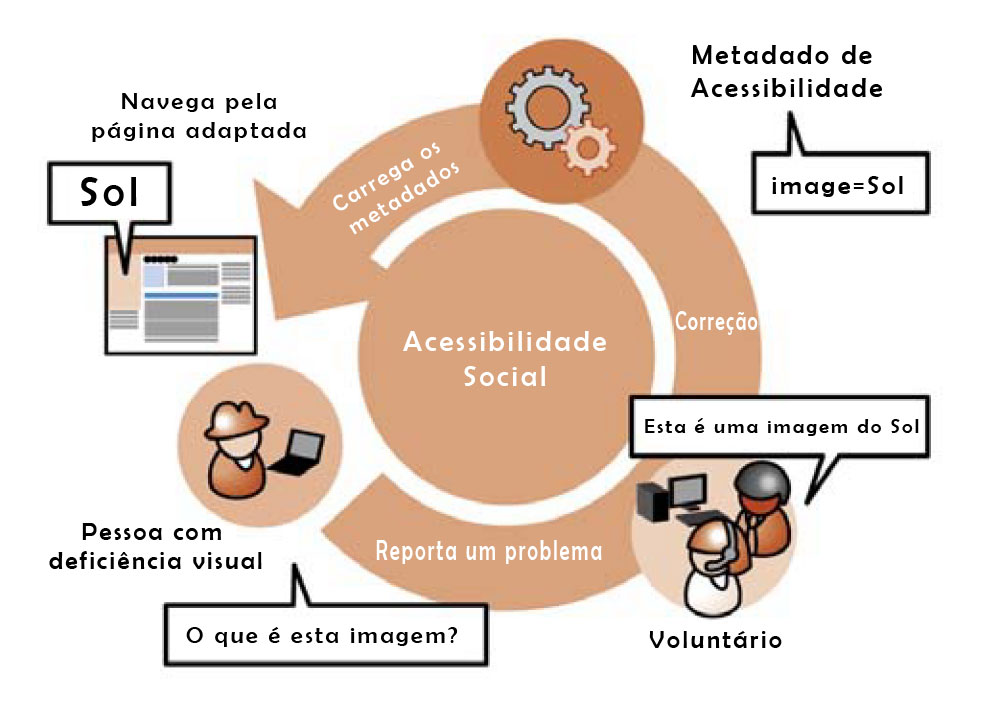 Metadado de
Acessibilidade
image=Sol
Navega pela
página adaptada
Sol
Carrega os
metadados
Correção
Acessibilidade
Social
Esta é uma imagem do Sol
Pessoa com
deficiência visual
Reporta um problema
O que é esta imagem?
Voluntário